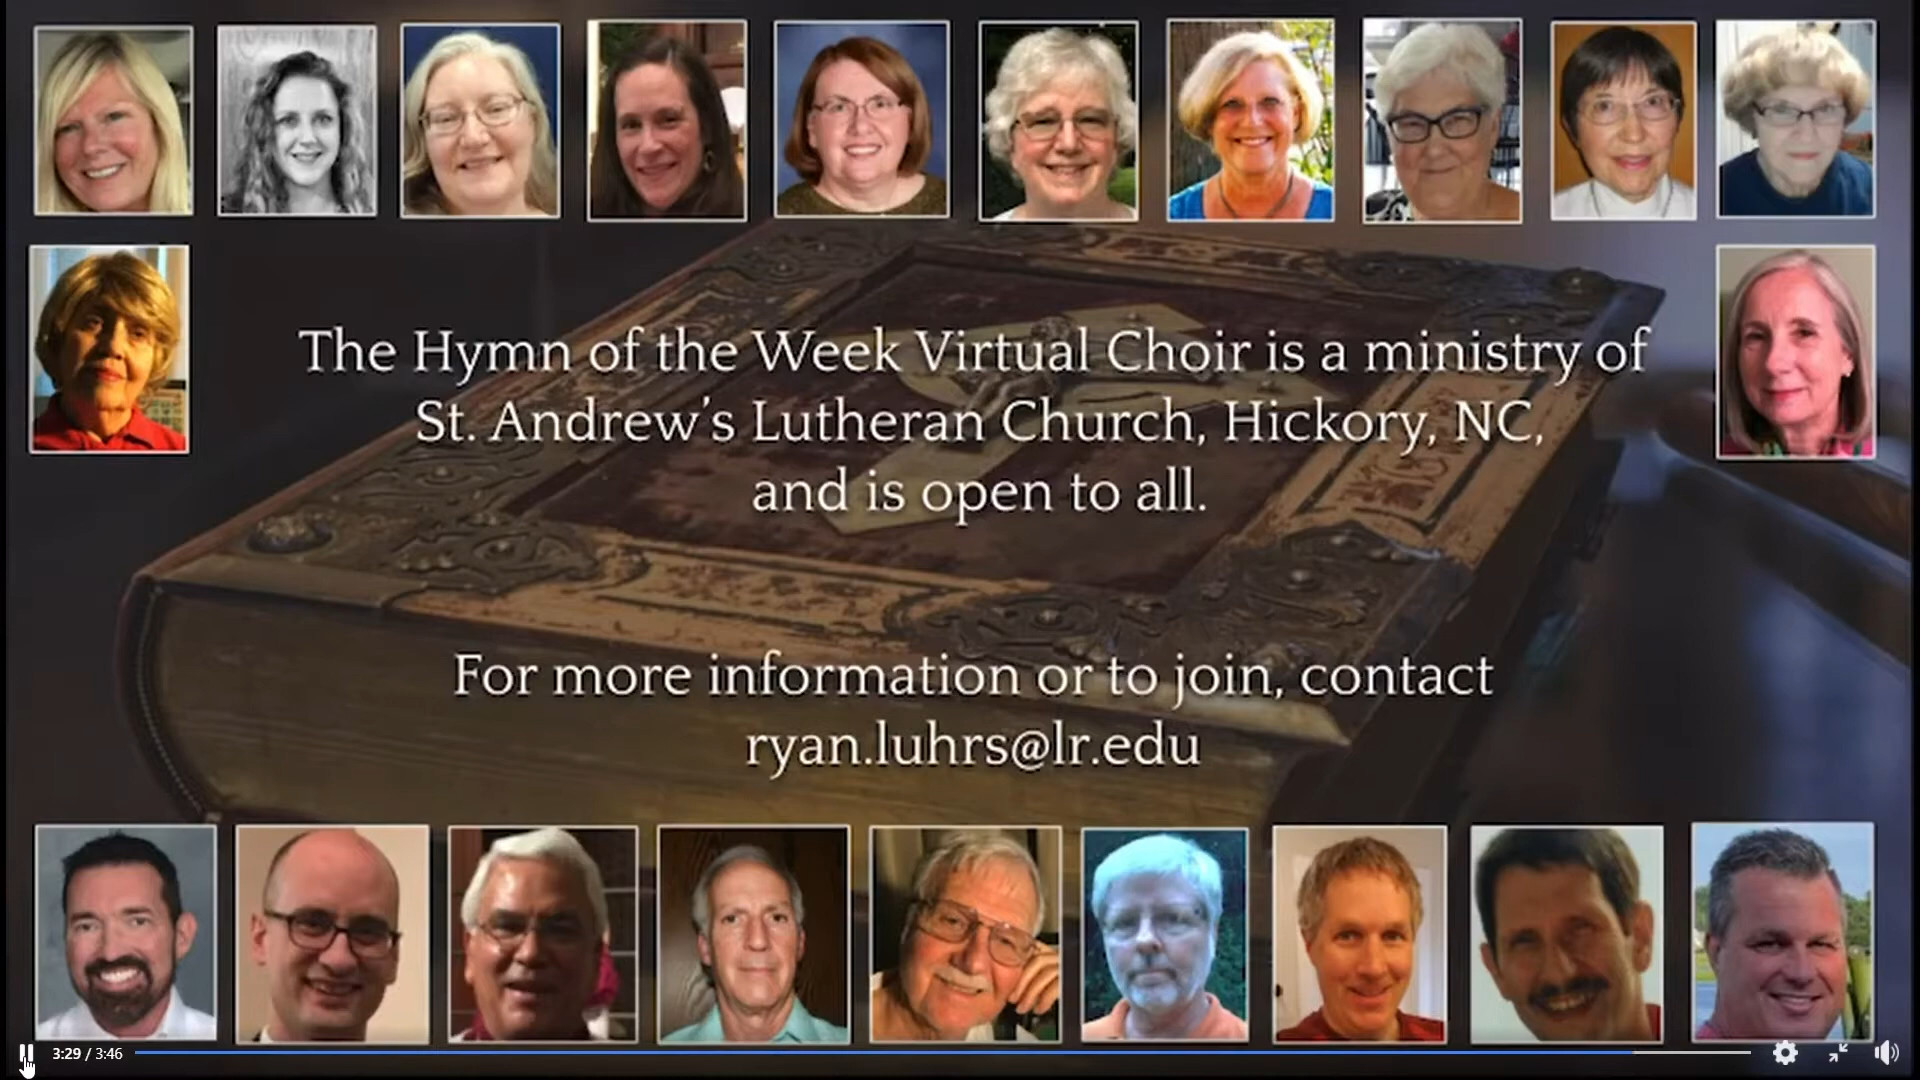 The Hymn of the Week Virtual Choir is a ministry of
St. Andrew’s Lutheran Church, Hickory, NC,
and is open to all.
For more information or to join, contact
ryan.luhrs@lr.edu
3:29 / 3:46